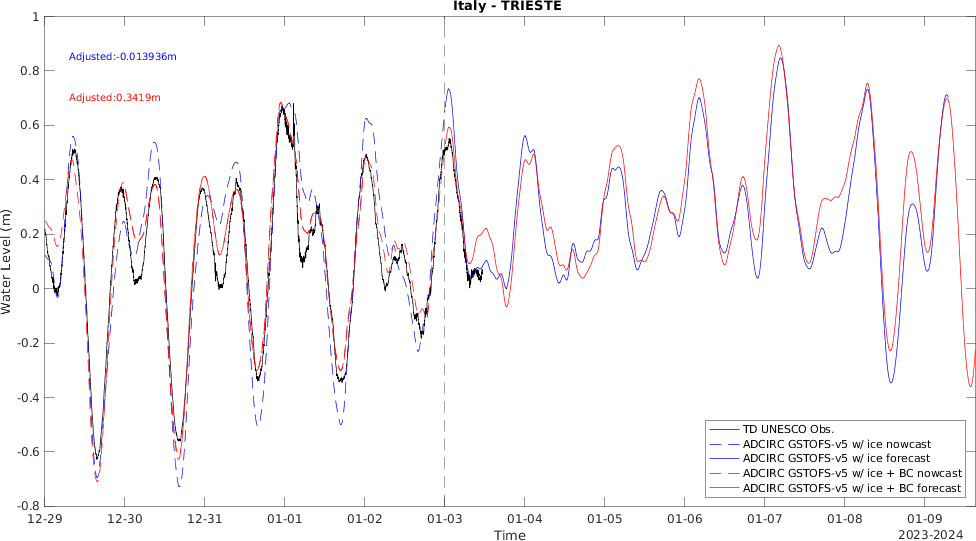 Italy - TRIESTE
Adjusted:-0.013936m
Adjusted:0.3419m
Water Level (m)
1
0.8
0.6
0.4
0.2
0
-0.2
-0.4
-0.6
-0.8
TD UNESCO Obs.
ADCIRC GSTOFS-v5 w/ ice nowcast
ADCIRC GSTOFS-v5 w/ ice forecast
ADCIRC GSTOFS-v5 w/ ice + BC nowcast
ADCIRC GSTOFS-v5 w/ ice + BC forecast
12-29 12-30 12-31 01-01 01-02 01-03 01-04 01-05 01-06 01-07 01-08 01-09
Time
2023-2024